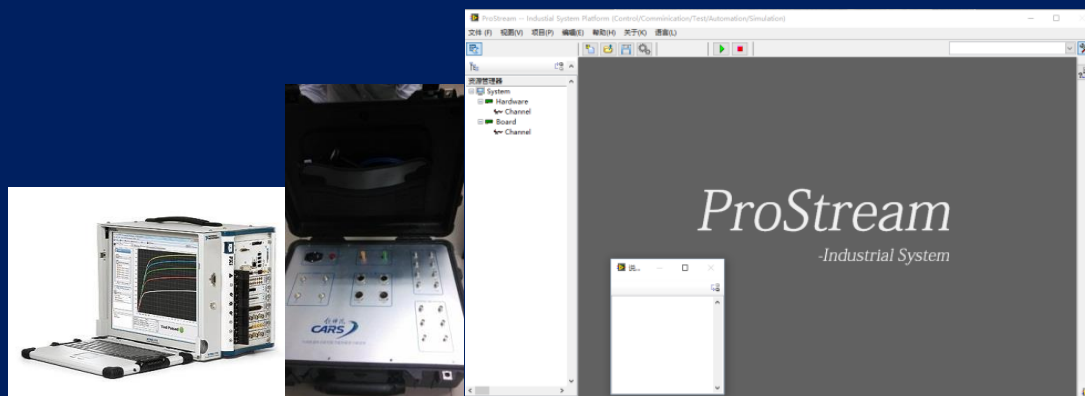 ProStream -- Industial System Platform (Control/Comminication/Test/Automation/Simulation)
文件 (F) 视图(V) 项目(P) 编辑(E) 帮助(H) 关于(K) 语言(L)
资源管理器
System
Hardware
Channel
Board
Channel
ProStream
-Industrial System
说...
CARS